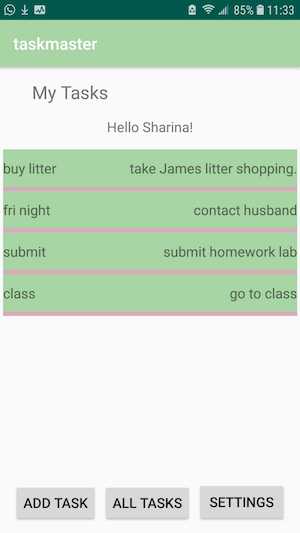 85% 11:33
taskmaster
My Tasks
Hello Sharina!
buy litter take James litter shopping.
fri night contact husband
submit submit homework lab
class go to class
ADD TASK ALL TASKS SETTINGS